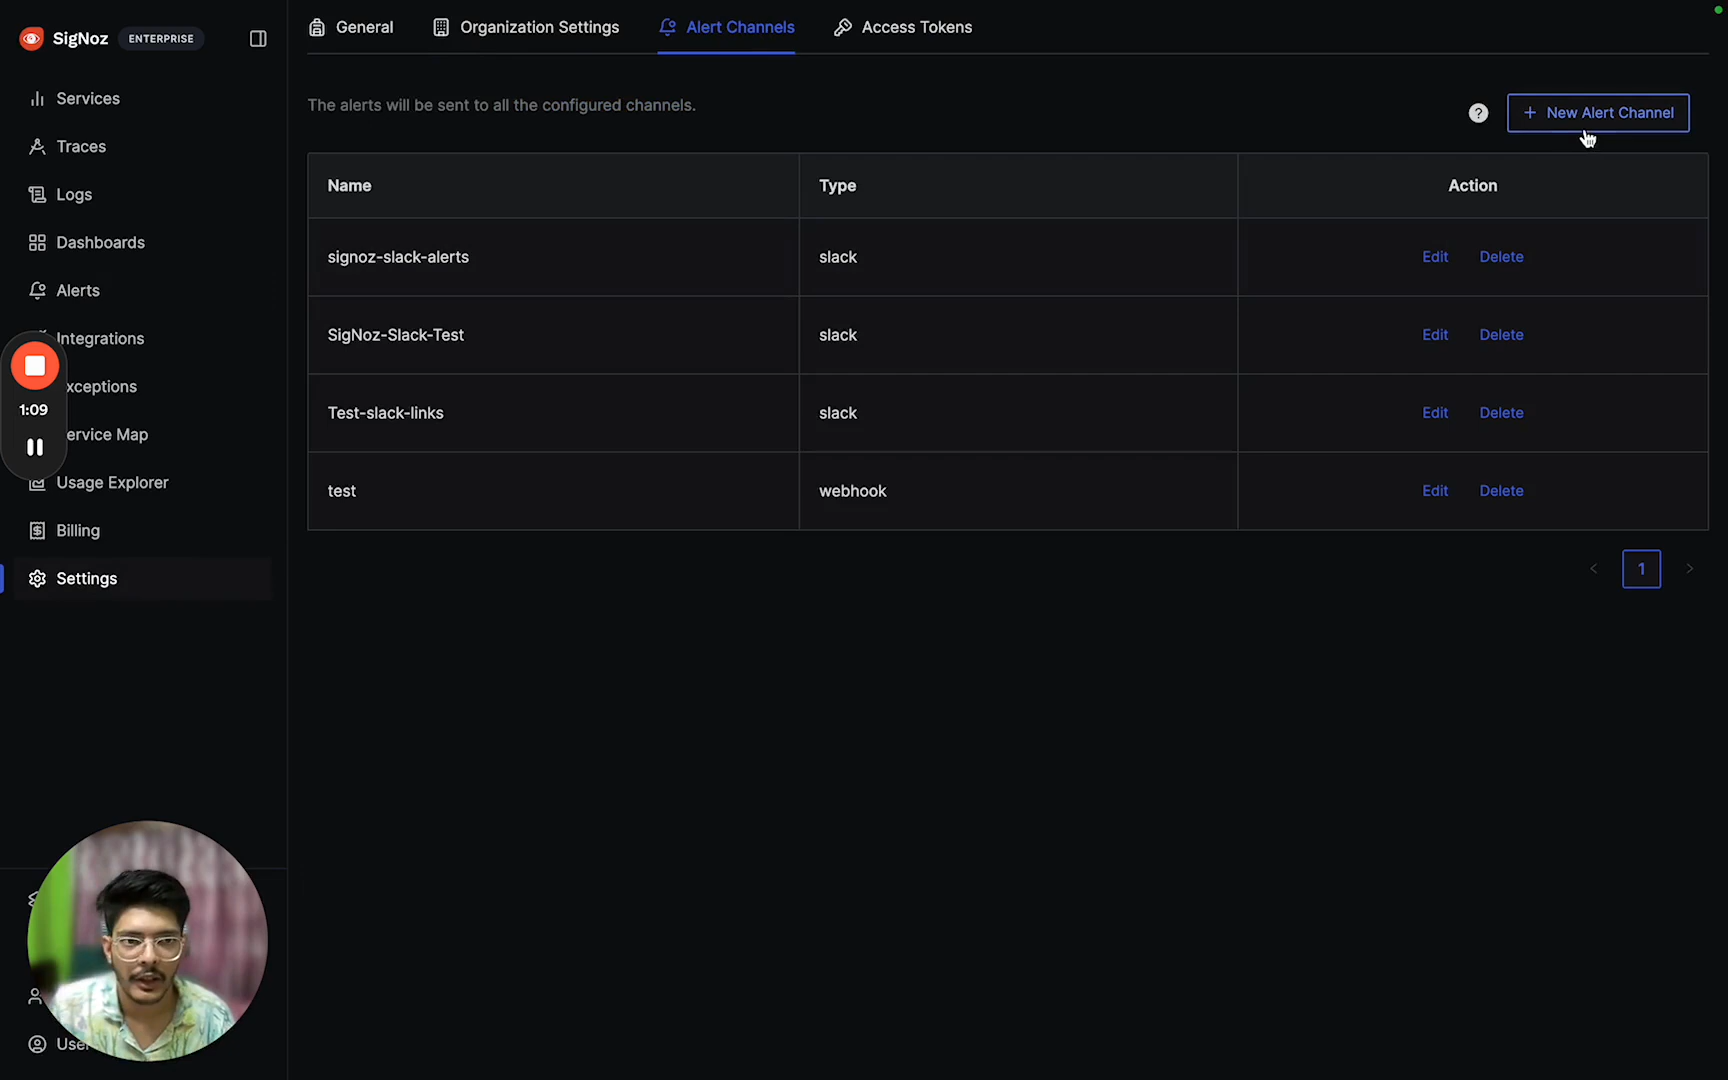 SigNoz ENTERPRISE
General
Organization Settings
Alert Channels
Access Tokens
Services
Traces
Logs
Dashboards
Alerts
Integrations
xceptions
ervice Map
Usage Explorer
Billing
Settings
1:09
The alerts will be sent to all the configured channels.
?
+ New Alert Channel
Name Type Action
signoz-slack-alerts slack Edit Delete
SigNoz-Slack-Test slack Edit Delete
Test-slack-links slack Edit Delete
test webhook Edit Delete
< 1 >